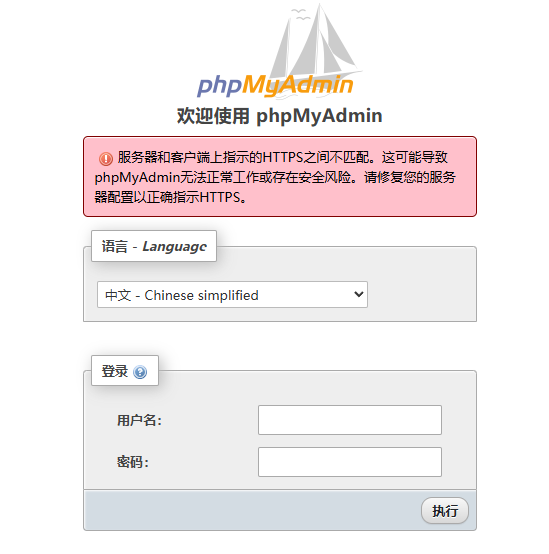 phpMyAdmin
欢迎使用 phpMyAdmin
服务器和客户端上指示的HTTPS之间不匹配。这可能导致
phpMyAdmin无法正常工作或存在安全风险。请修复您的服务
器配置以正确指示HTTPS。
语言 - Language
中文 - Chinese simplified
登录
用户名：
密码：
执行